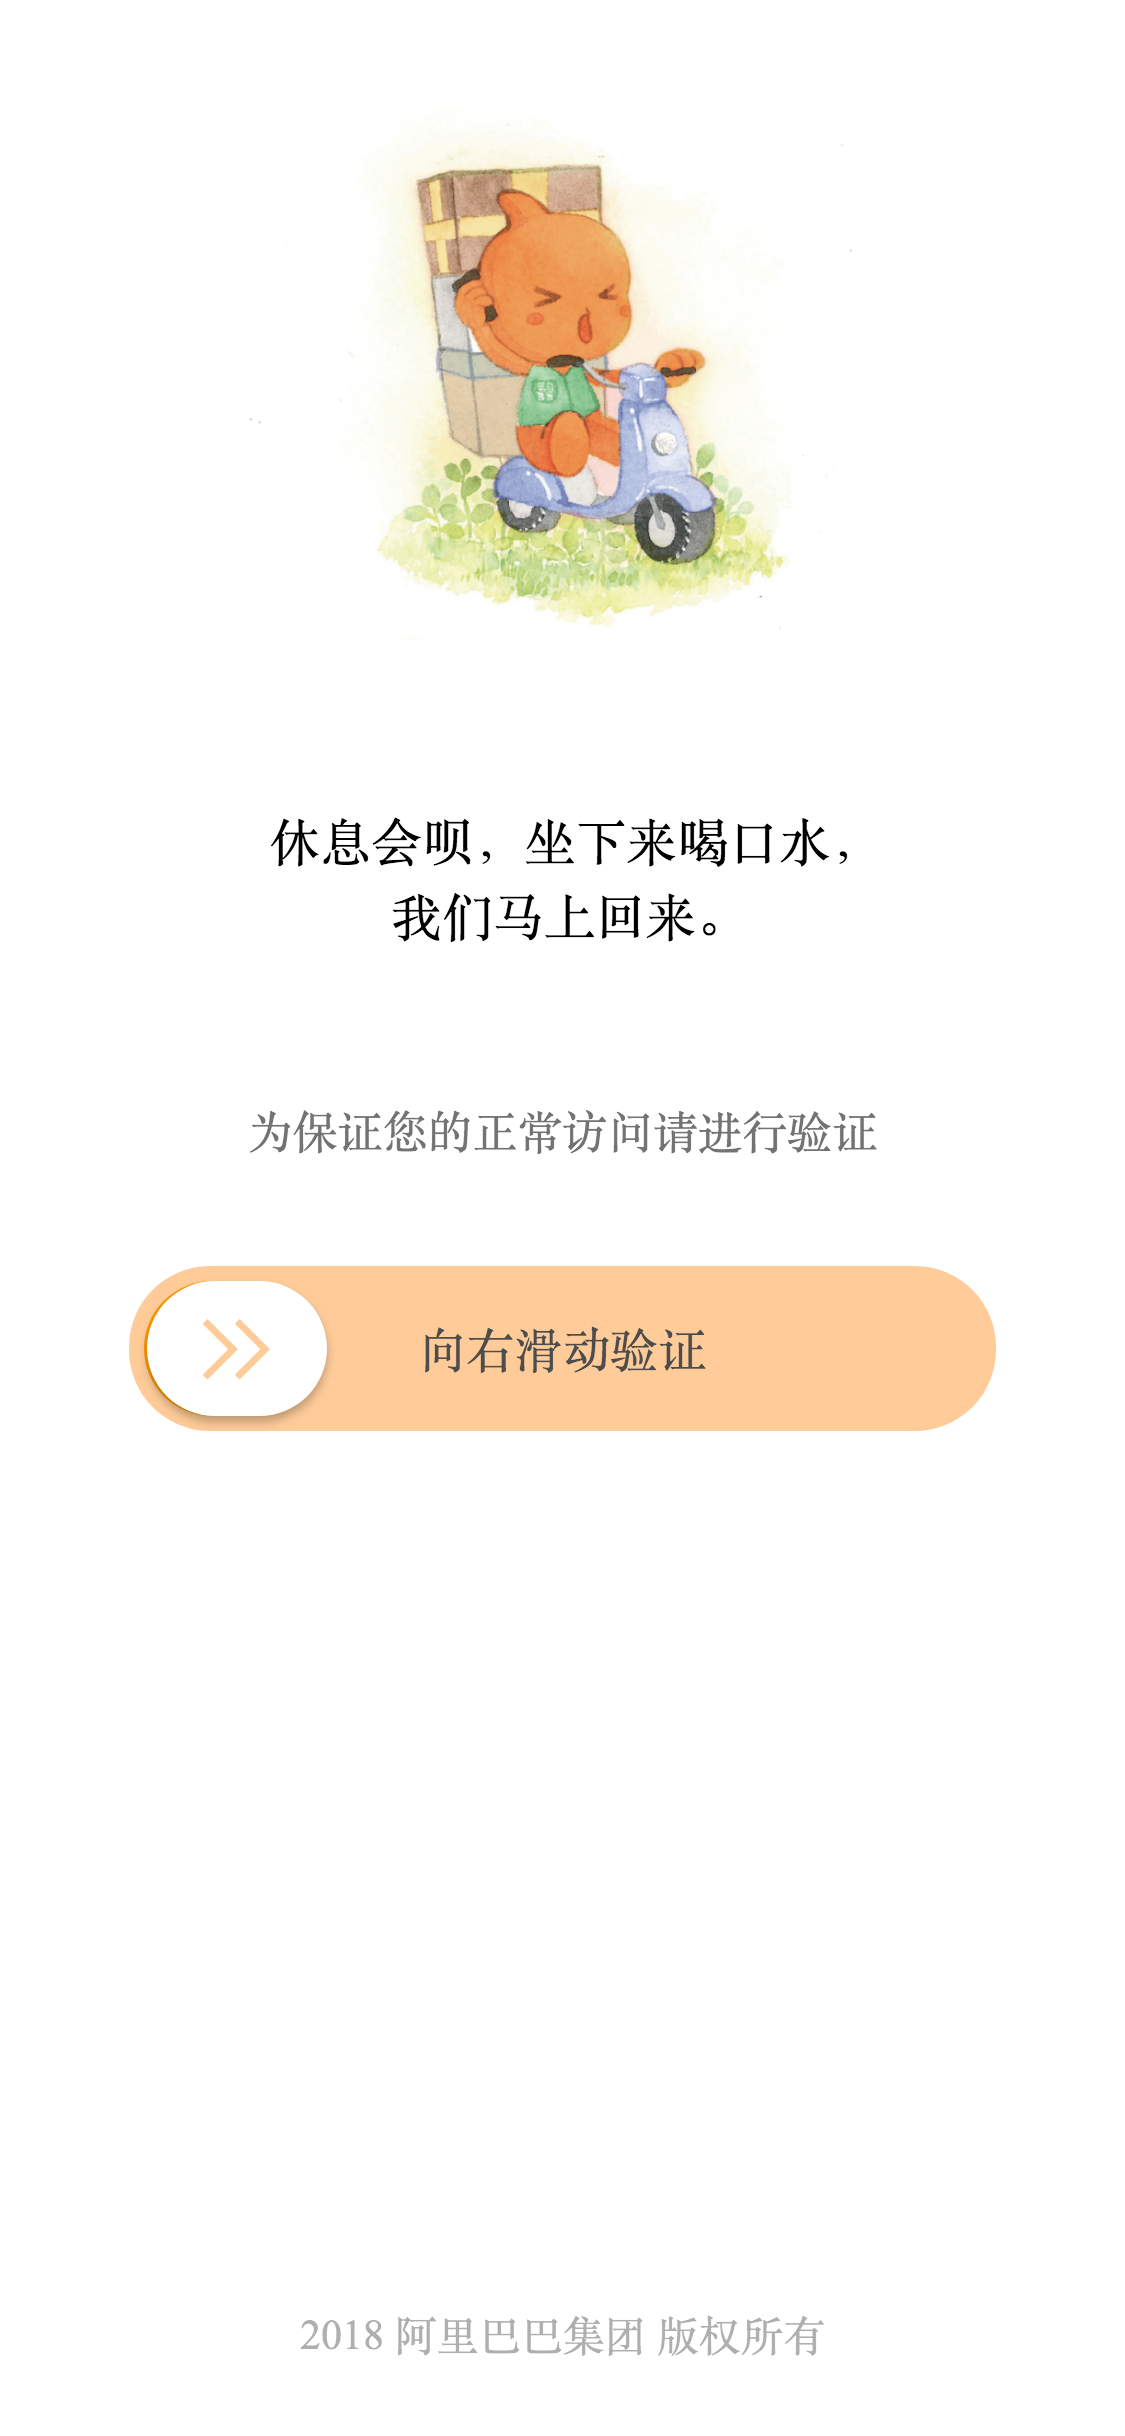 休息会呗，坐下来喝口水，
我们马上回来。
为保证您的正常访问请进行验证
向右滑动验证
2018 阿里巴巴集团 版权所有